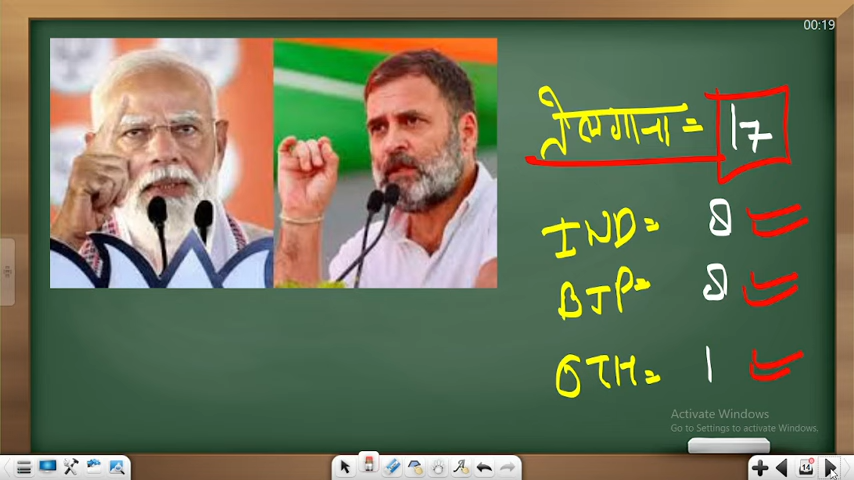 00:19
तेलंगाना = 17
IND = 8
BJP = 8
OTH = 1
Activate Windows
Go to Settings to activate Windows.
14